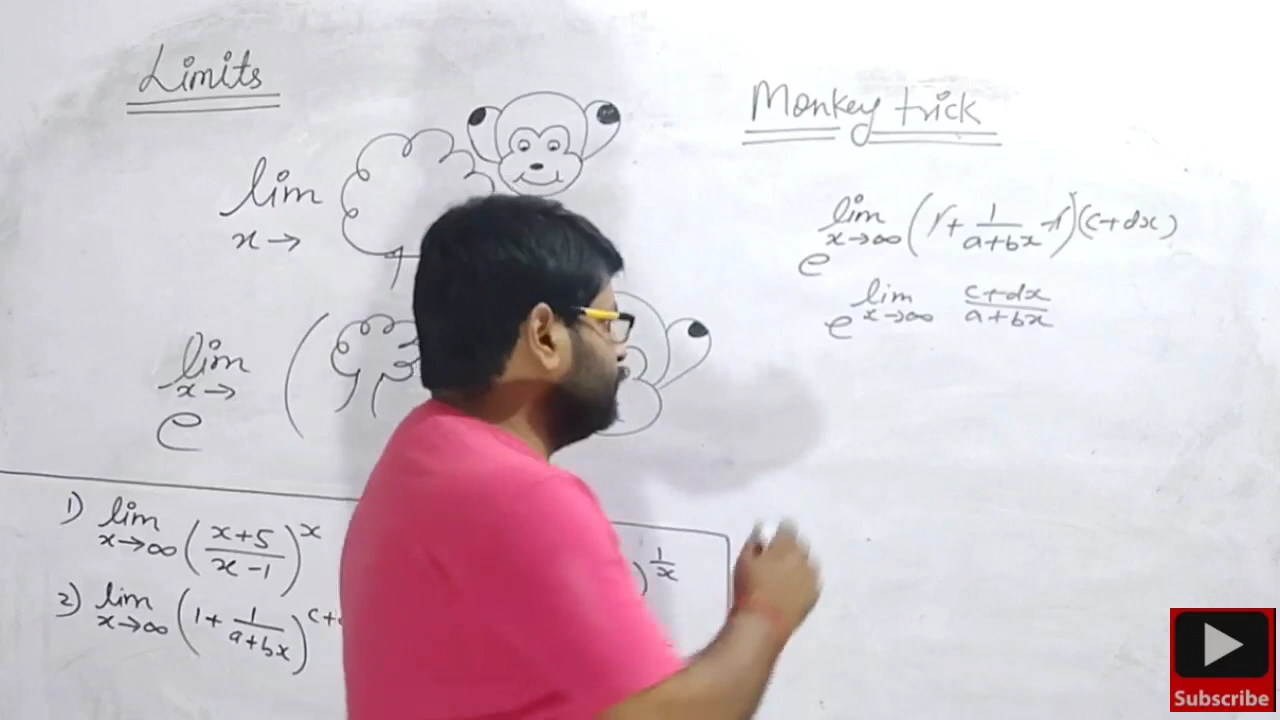 Limits
lim x→
lim x→
e ( 
1) lim x→∞ (x+5/x-1)^x
2) lim x→∞ (1 + 1/a+bx)^c+
)^1/x
Monkey trick
e lim x→∞ (1 + 1/a+bx - 1) (c+dx)
e lim x→∞ c+dx/a+bx
Subscribe